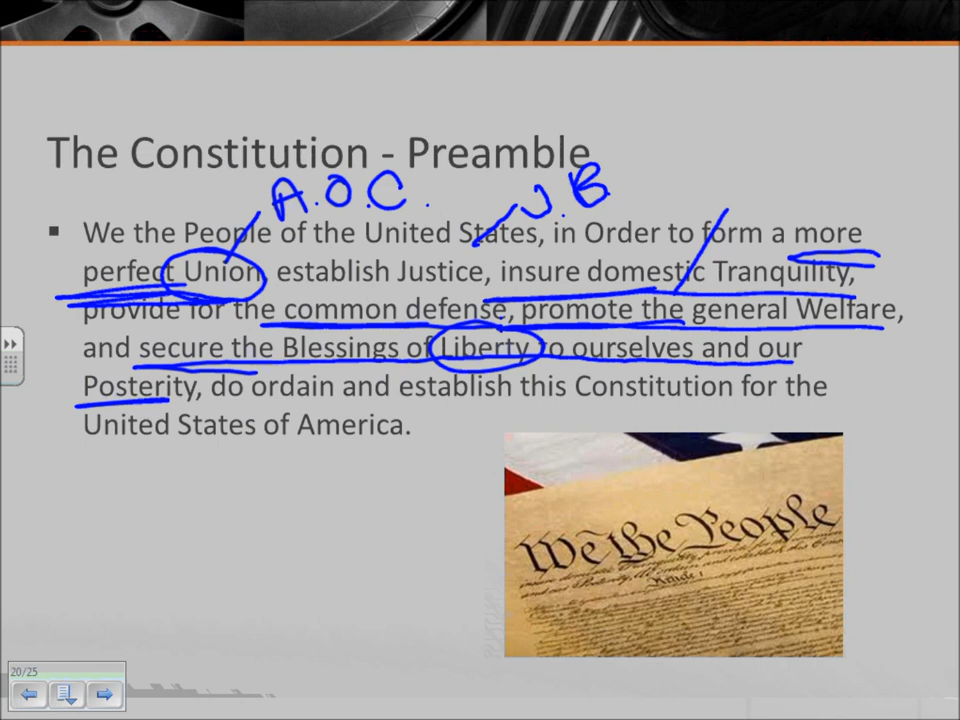 The Constitution - Preamble
A.O.C.
J.B
▪ We the People of the United States, in Order to form a more
perfect Union, establish Justice, insure domestic Tranquility,
provide for the common defense, promote the general Welfare,
and secure the Blessings of Liberty to ourselves and our
Posterity, do ordain and establish this Constitution for the
United States of America.
We the People
Article 1
20/25